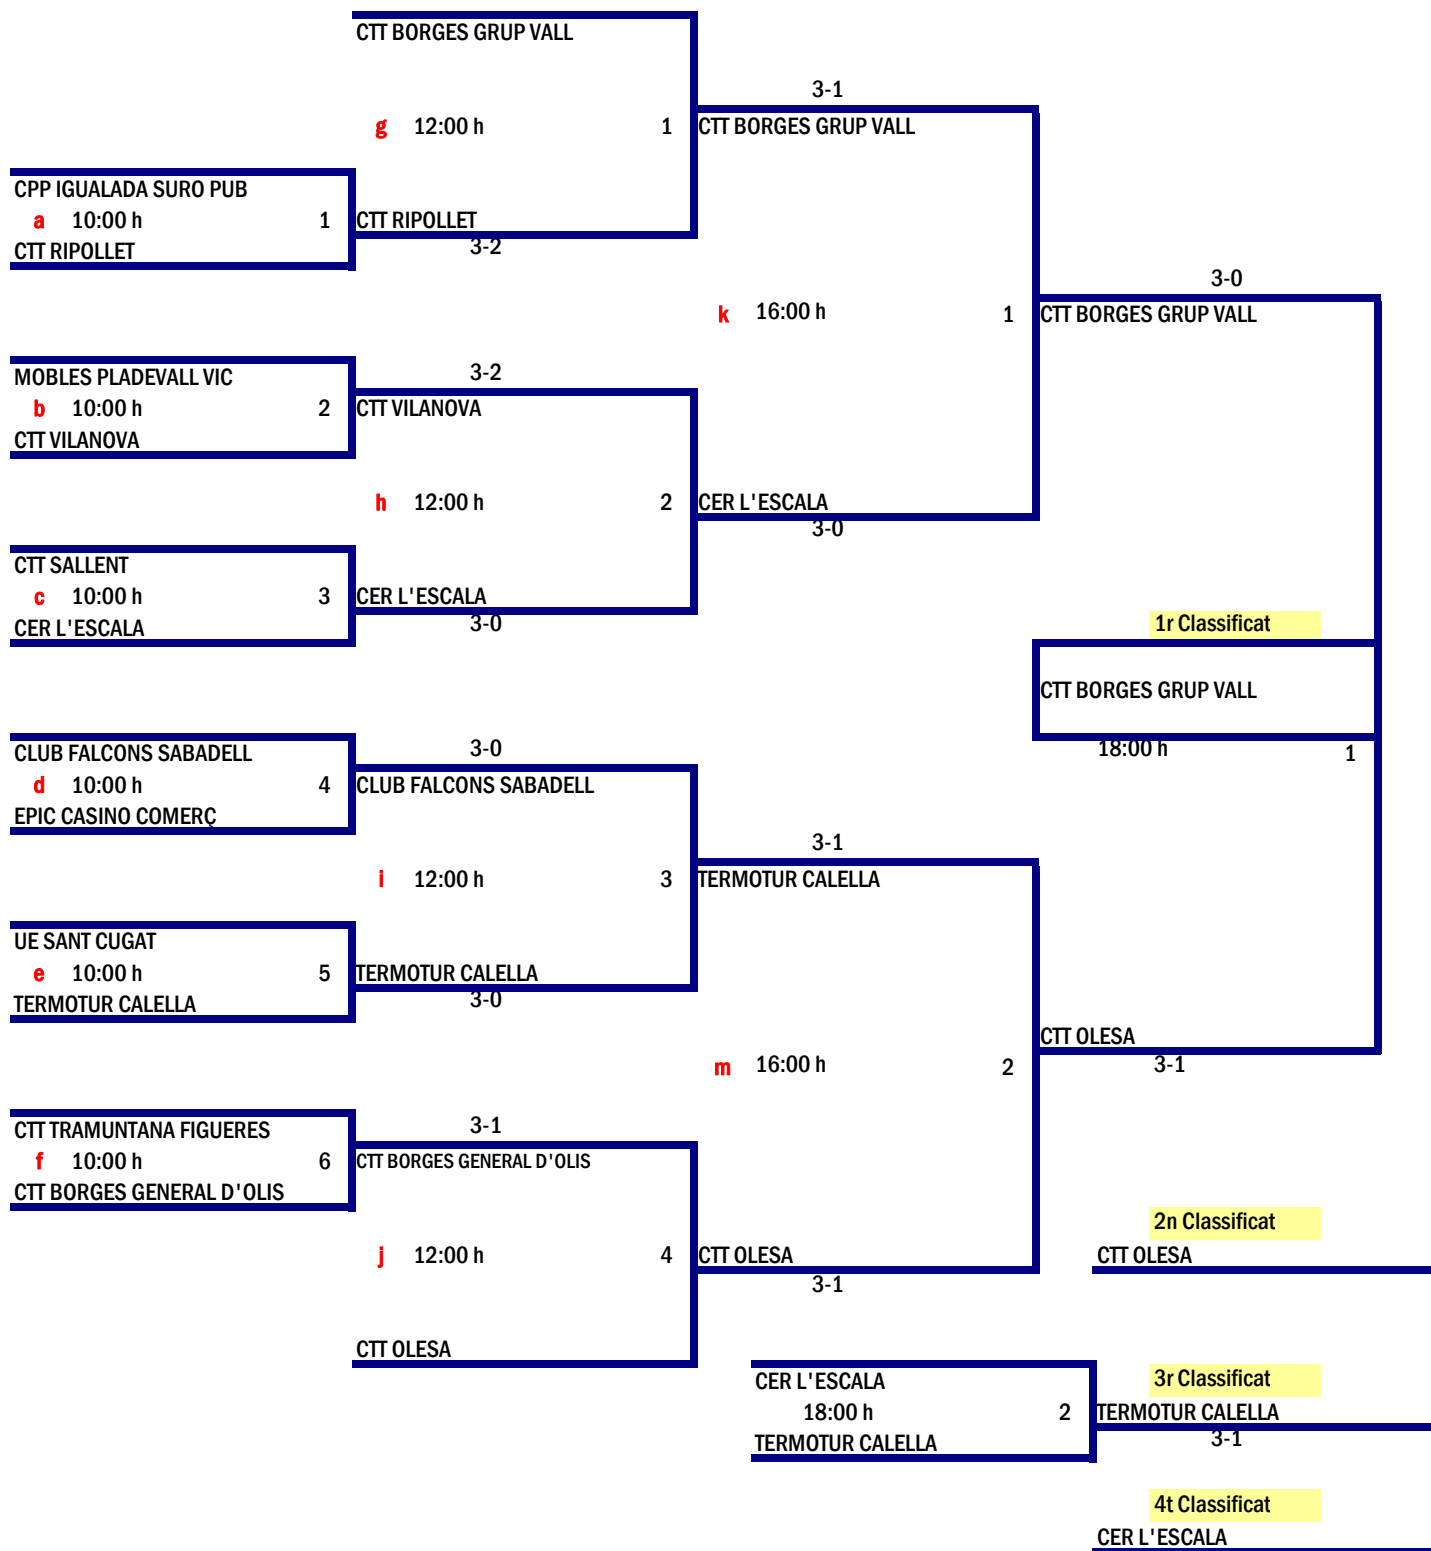 CTT BORGES GRUP VALL
3-1
g 12:00 h 1 CTT BORGES GRUP VALL
CPP IGUALADA SURO PUB
a 10:00 h 1 CTT RIPOLLET
3-2
CTT RIPOLLET
3-0
k 16:00 h 1 CTT BORGES GRUP VALL
3-2
MOBLES PLADEVALL VIC
b 10:00 h 2 CTT VILANOVA
CTT VILANOVA
h 12:00 h 2 CER L'ESCALA
3-0
CTT SALLENT
c 10:00 h 3 CER L'ESCALA
3-0
CER L'ESCALA
1r Classificat
CTT BORGES GRUP VALL
18:00 h 1
3-0
CLUB FALCONS SABADELL
d 10:00 h 4 CLUB FALCONS SABADELL
EPIC CASINO COMERÇ
3-1
i 12:00 h 3 TERMOTUR CALELLA
UE SANT CUGAT
e 10:00 h 5 TERMOTUR CALELLA
3-0
TERMOTUR CALELLA
CTT OLESA
m 16:00 h 2 3-1
3-1
CTT TRAMUNTANA FIGUERES
f 10:00 h 6 CTT BORGES GENERAL D'OLIS
CTT BORGES GENERAL D'OLIS
2n Classificat
j 12:00 h 4 CTT OLESA
3-1
CTT OLESA
CTT OLESA
CER L'ESCALA
3r Classificat
18:00 h 2 TERMOTUR CALELLA
3-1
TERMOTUR CALELLA
4t Classificat
CER L'ESCALA